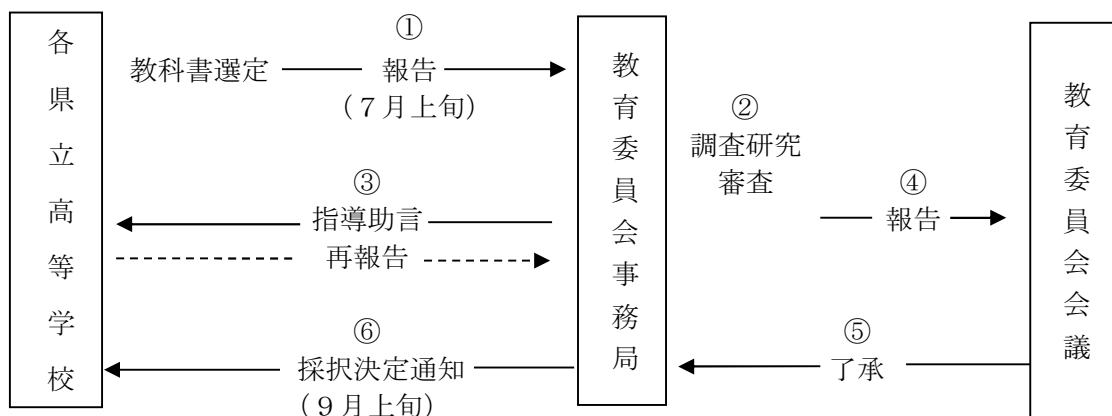 各県立高等学校
①
教科書選定
報告
(７月上旬)
③
指導助言
再報告
⑥
採択決定通知
(９月上旬)
教育委員会事務局
②
調査研究
審査
④
報告
⑤
了承
教育委員会会議